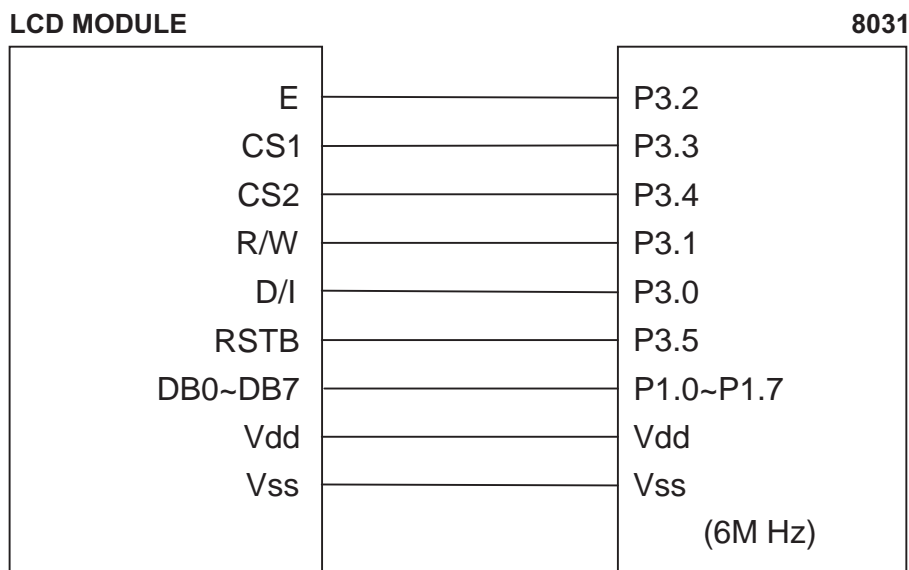 LCD MODULE 8031
E P3.2
CS1 P3.3
CS2 P3.4
R/W P3.1
D/I P3.0
RSTB P3.5
DB0~DB7 P1.0~P1.7
Vdd Vdd
Vss Vss
(6M Hz)